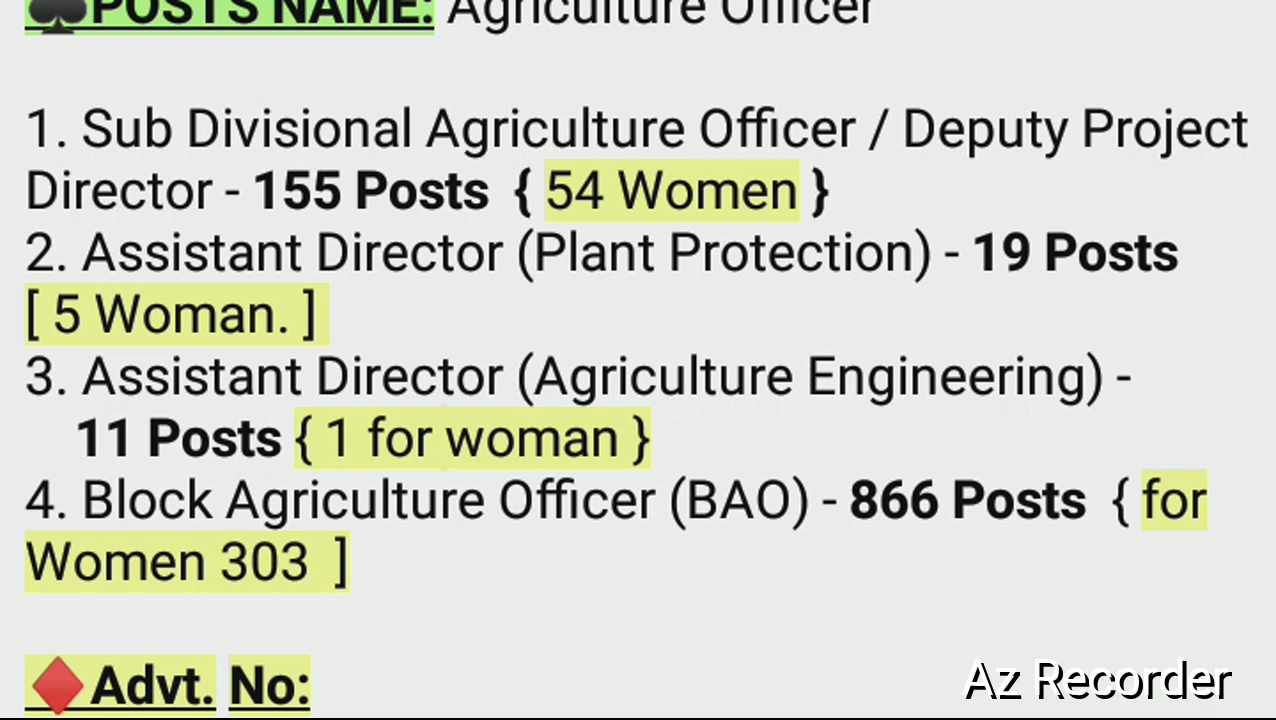 ♠POSTS NAME: Agriculture Officer
1. Sub Divisional Agriculture Officer / Deputy Project
Director - 155 Posts { 54 Women }
2. Assistant Director (Plant Protection) - 19 Posts
[ 5 Woman. ]
3. Assistant Director (Agriculture Engineering) -
11 Posts { 1 for woman }
4. Block Agriculture Officer (BAO) - 866 Posts { for
Women 303 ]
♦Advt. No:
Az Recorder